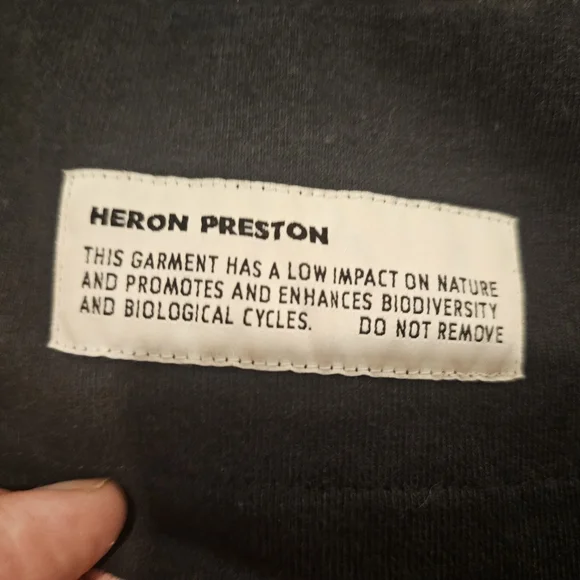 HERON PRESTON
THIS GARMENT HAS A LOW IMPACT ON NATURE
AND PROMOTES AND ENHANCES BIODIVERSITY
AND BIOLOGICAL CYCLES. DO NOT REMOVE